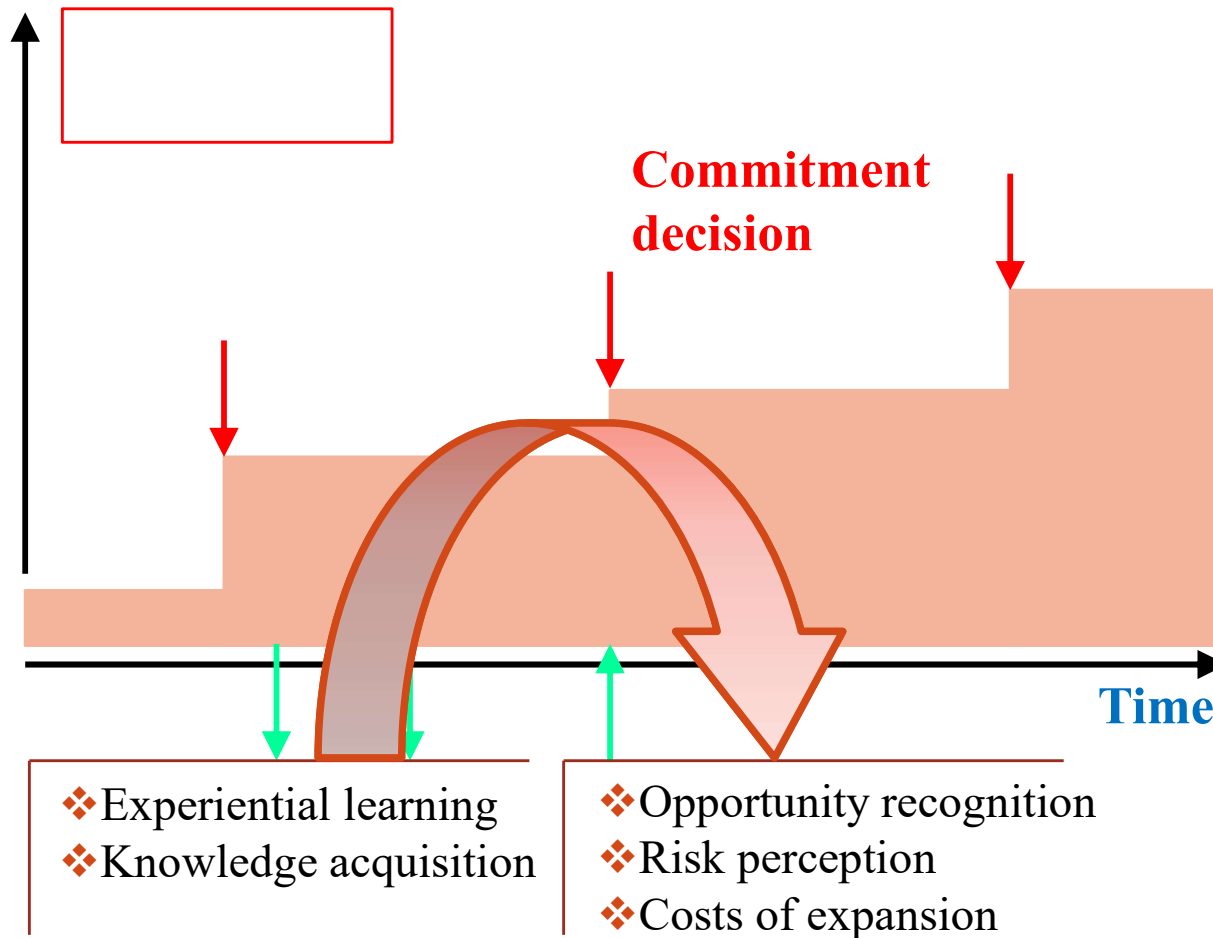 Commitment
decision
Time
❖Experiential learning
❖Knowledge acquisition
❖Opportunity recognition
❖Risk perception
❖Costs of expansion